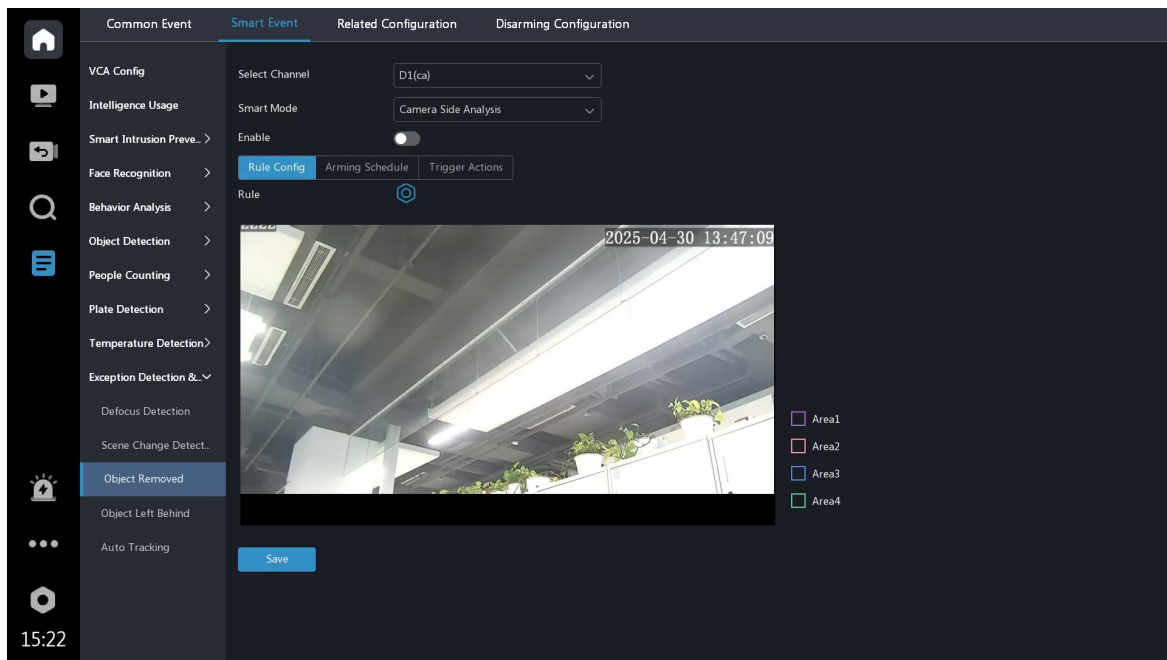 Common Event
Smart Event
Related Configuration
Disarming Configuration
VCA Config
Intelligence Usage
Smart Intrusion Preve..
Face Recognition
Behavior Analysis
Object Detection
People Counting
Plate Detection
Temperature Detection
Exception Detection &..
Defocus Detection
Scene Change Detect..
Object Removed
Object Left Behind
Auto Tracking
15:22
Select Channel
D1(ca)
Smart Mode
Camera Side Analysis
Enable
Rule Config
Arming Schedule
Trigger Actions
Rule
2025-04-30 13:47:09
Area1
Area2
Area3
Area4
Save